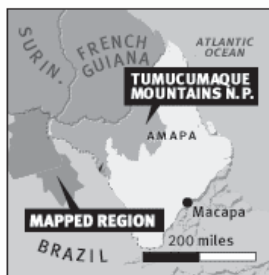 SURIN.
FRENCH
GUIANA
ATLANTIC
OCEAN
TUMUCUMAQUE
MOUNTAINS N.P.
AMAPA
Macapa
MAPPED REGION
BRAZIL
200 miles